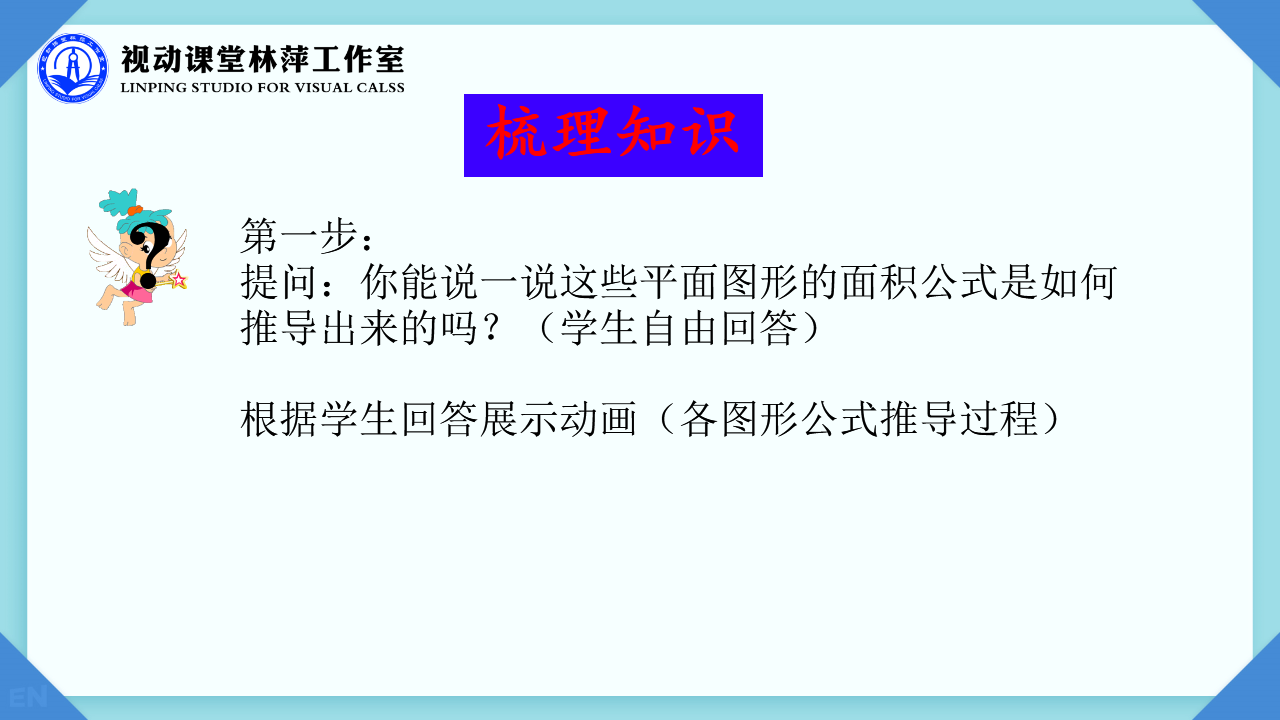 视动课堂林萍工作室
LINPING STUDIO FOR VISUAL CALSS
梳理知识
?
第一步：
提问：你能说一说这些平面图形的面积公式是如何
推导出来的吗？（学生自由回答）
根据学生回答展示动画（各图形公式推导过程）
EN